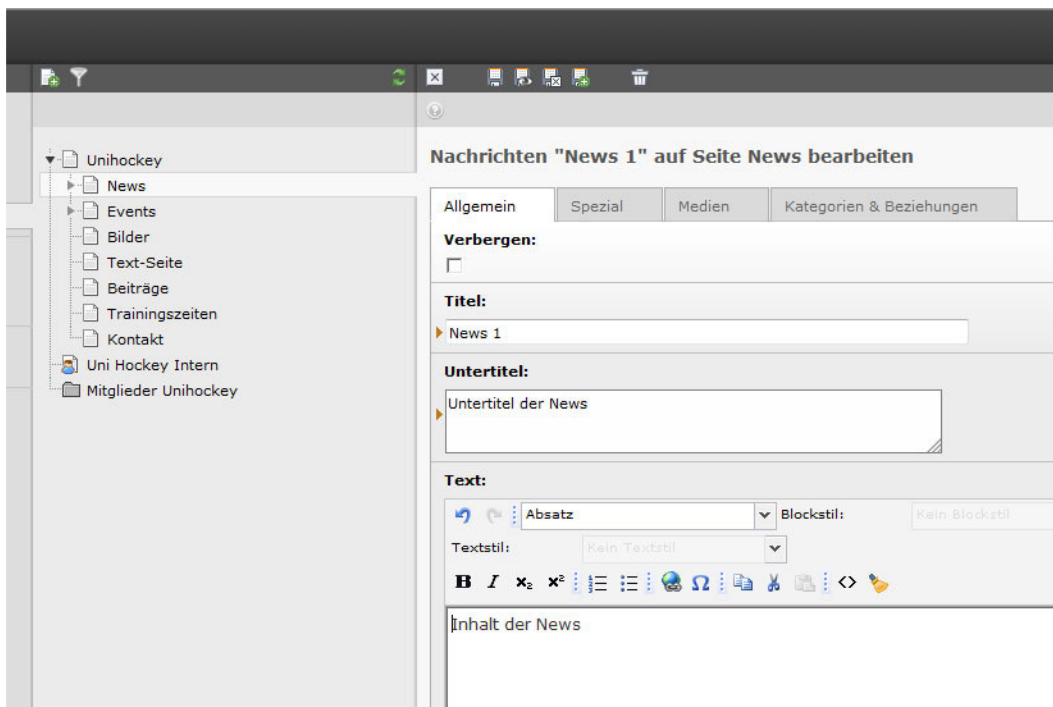 Unihockey
News
Events
Bilder
Text-Seite
Beiträge
Trainingszeiten
Kontakt
Uni Hockey Intern
Mitglieder Unihockey
Nachrichten "News 1" auf Seite News bearbeiten
Allgemein Spezial Medien Kategorien & Beziehungen
Verbergen:
Titel:
News 1
Untertitel:
Untertitel der News
Text:
Absatz Blockstil: Kein Blockstil
Textstil: Kein Textstil
B I x₂ x² Ω <>
Inhalt der News